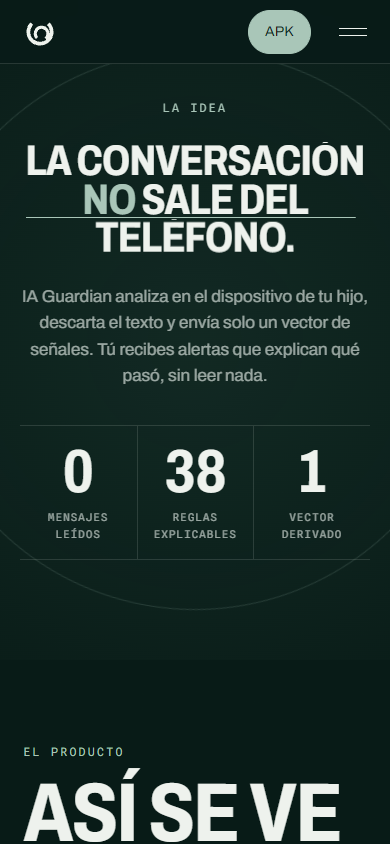 APK
LA IDEA
LA CONVERSACIÓN
NO SALE DEL
TELÉFONO.
IA Guardian analiza en el dispositivo de tu hijo,
descarta el texto y envía solo un vector de
señales. Tú recibes alertas que explican qué
pasó, sin leer nada.
0
MENSAJES
LEÍDOS
38
REGLAS
EXPLICABLES
1
VECTOR
DERIVADO
EL PRODUCTO
ASÍ SE VE